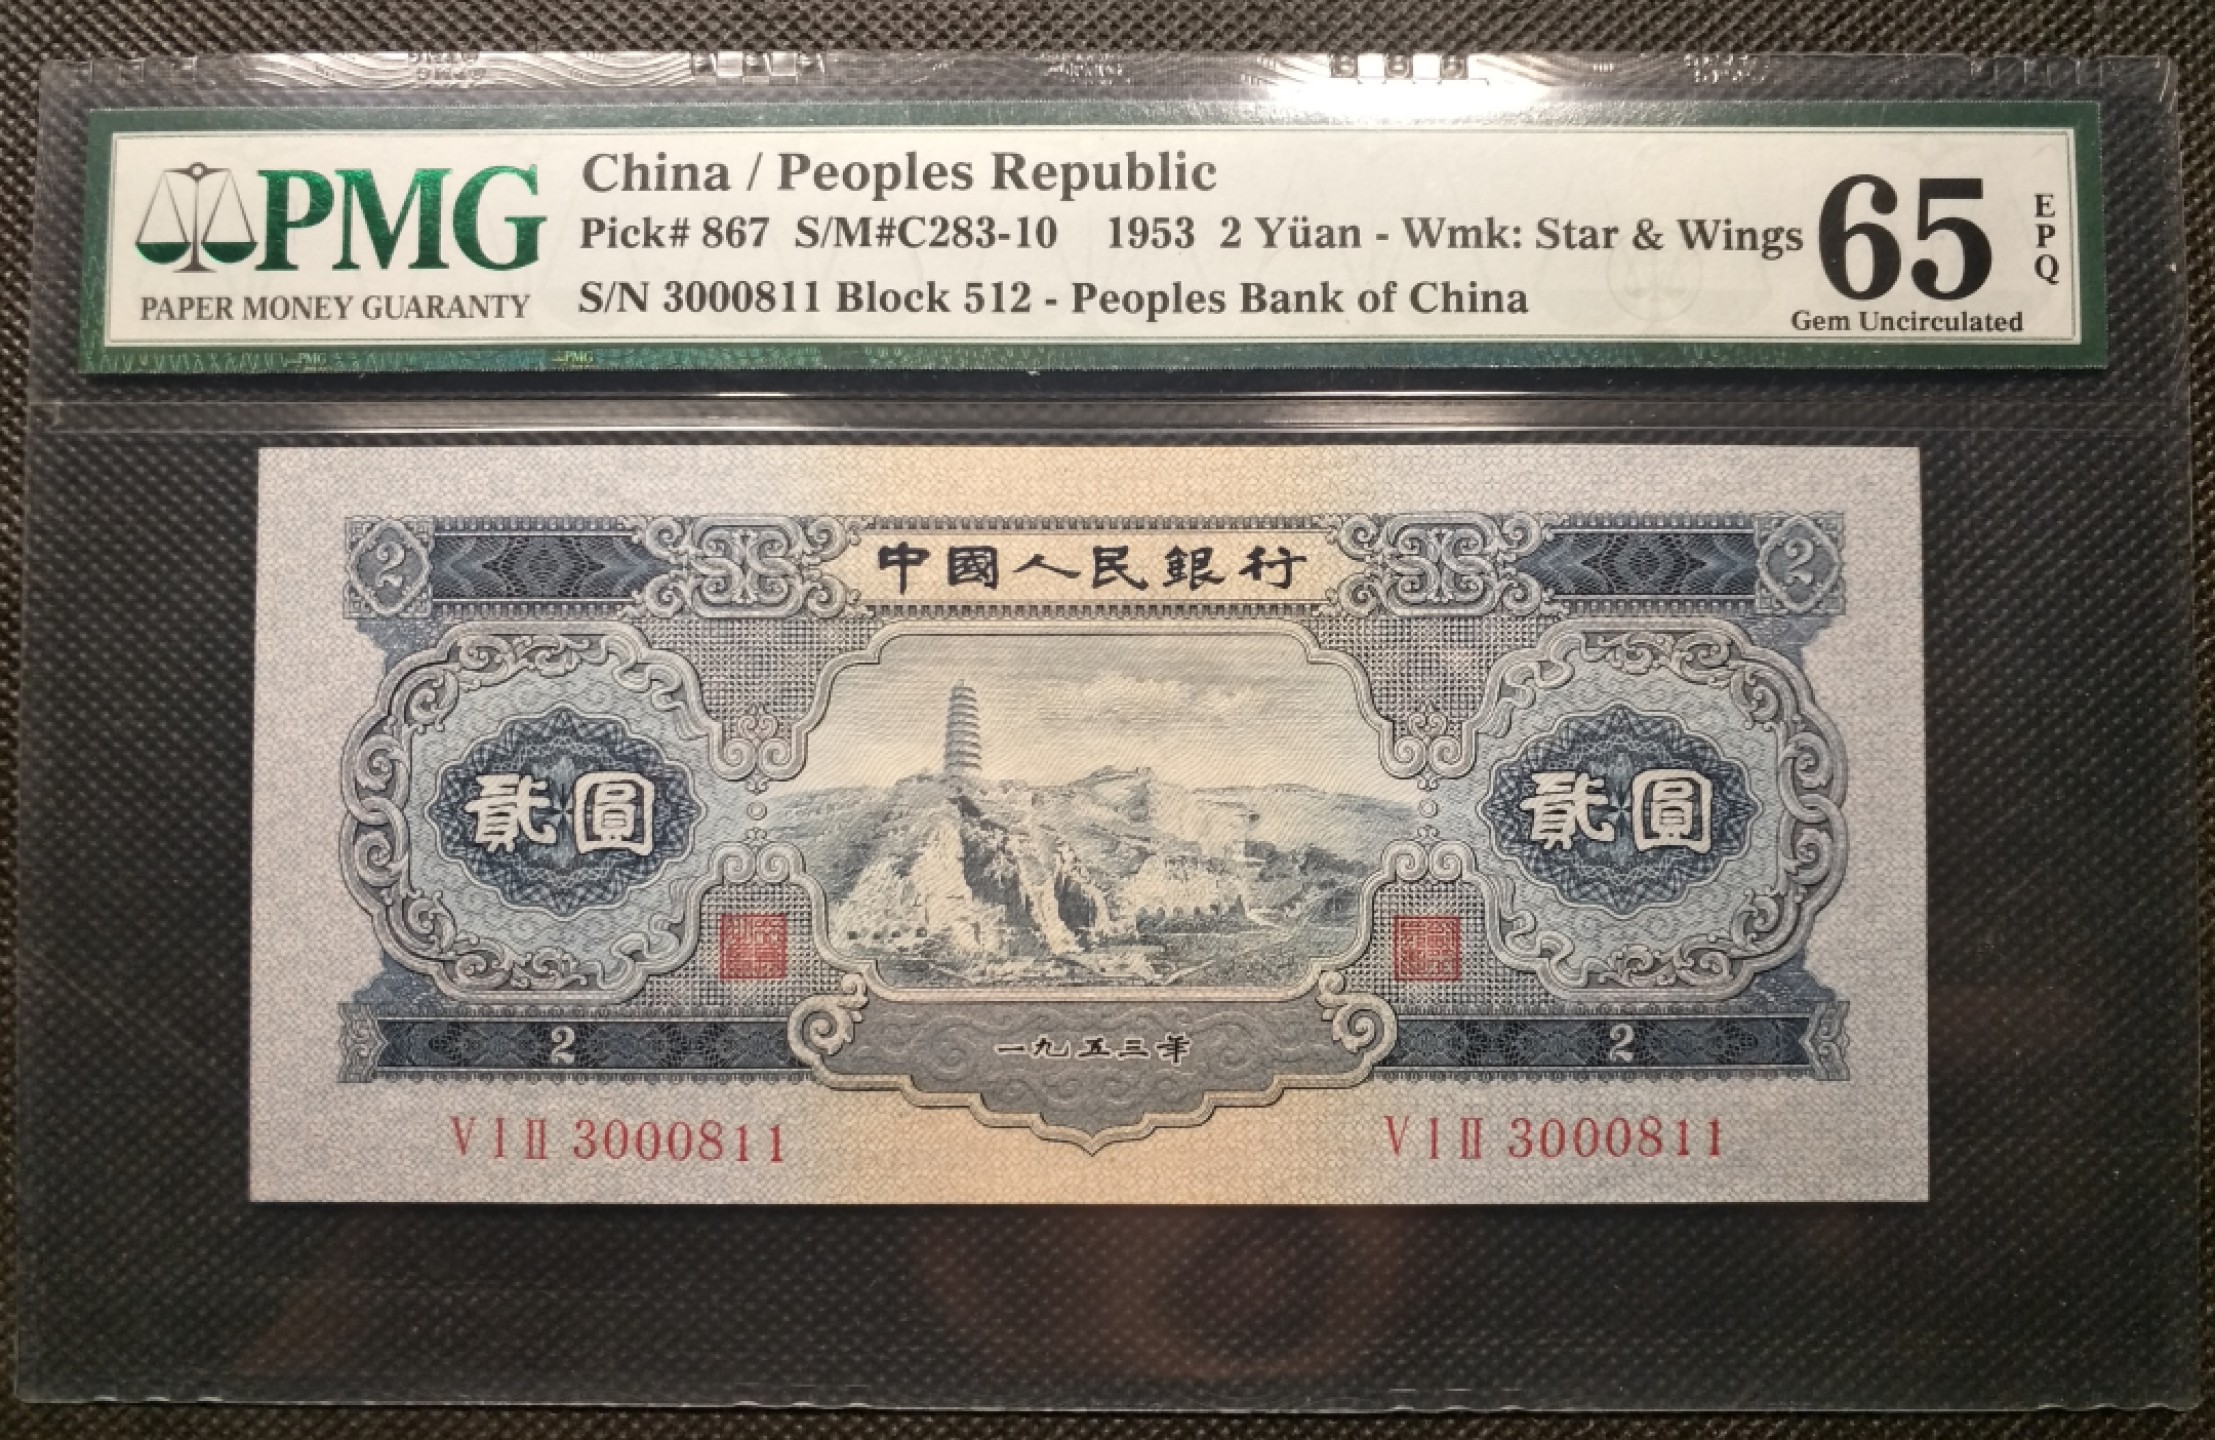 PMG
PAPER MONEY GUARANTY
China / Peoples Republic
Pick# 867 S/M#C283-10 1953 2 Yüan - Wmk: Star & Wings
S/N 3000811 Block 512 - Peoples Bank of China
65
EPQ
Gem Uncirculated
PMG
PMG
2
中國人民銀行
2
貳圓
貳圓
2
一九五三年
2
V I II 3000811
V I II 3000811